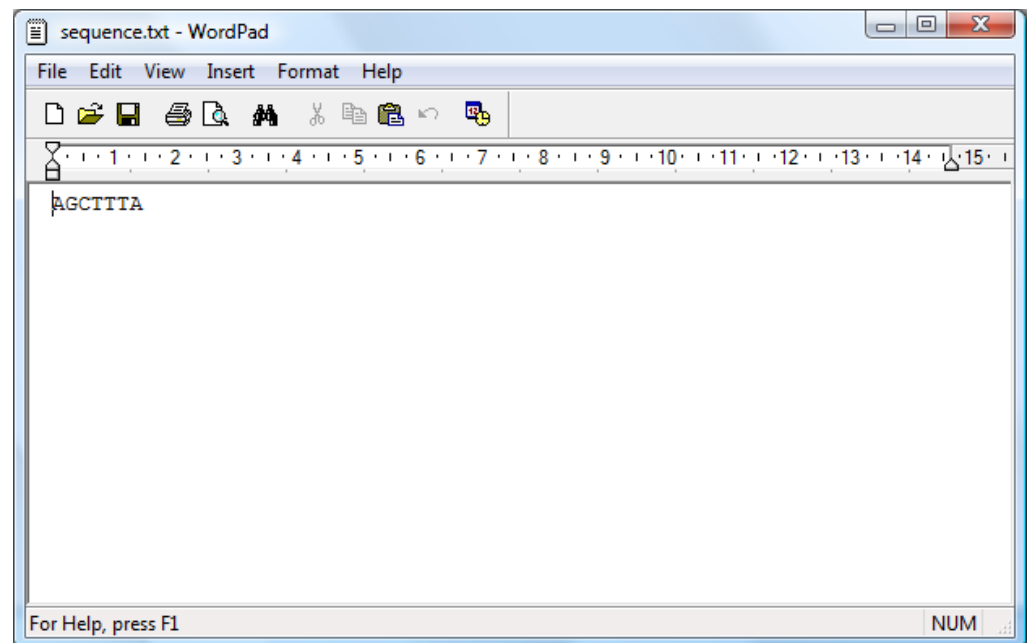 sequence.txt - WordPad
File Edit View Insert Format Help
1 2 3 4 5 6 7 8 9 10 11 12 13 14 15
AGCTTTA
For Help, press F1 NUM